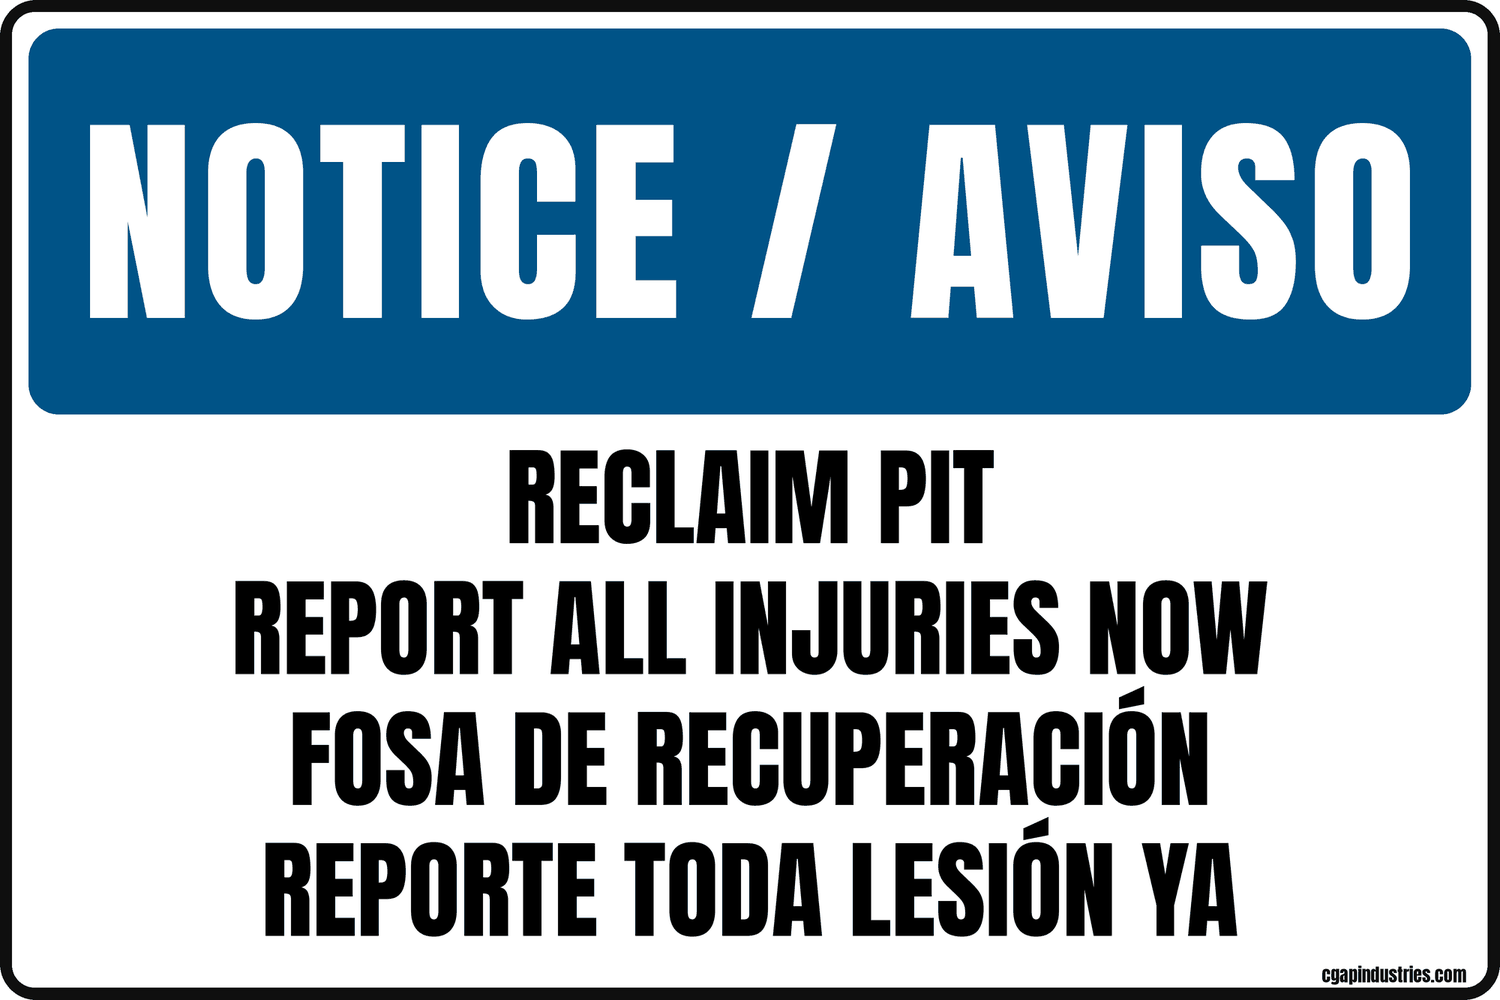 NOTICE / AVISO
RECLAIM PIT
REPORT ALL INJURIES NOW
FOSA DE RECUPERACIÓN
REPORTE TODA LESIÓN YA
cgapindustries.com